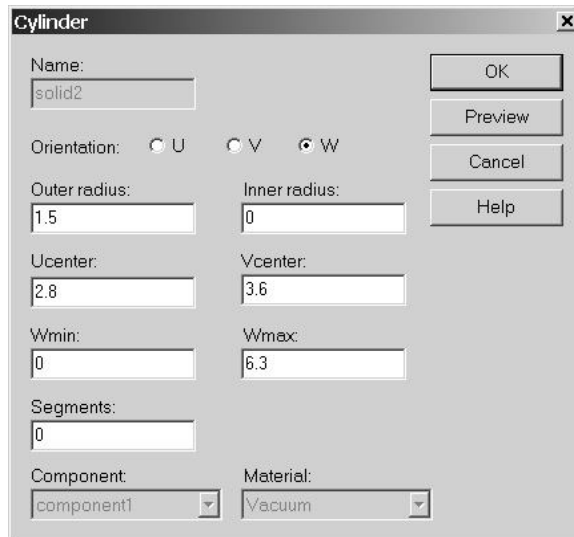 Cylinder
Name:
solid2
OK
Preview
Cancel
Help
Orientation: U V W
Outer radius: Inner radius:
1.5 0
Ucenter: Vcenter:
2.8 3.6
Wmin: Wmax:
0 6.3
Segments:
0
Component: Material:
component1 Vacuum